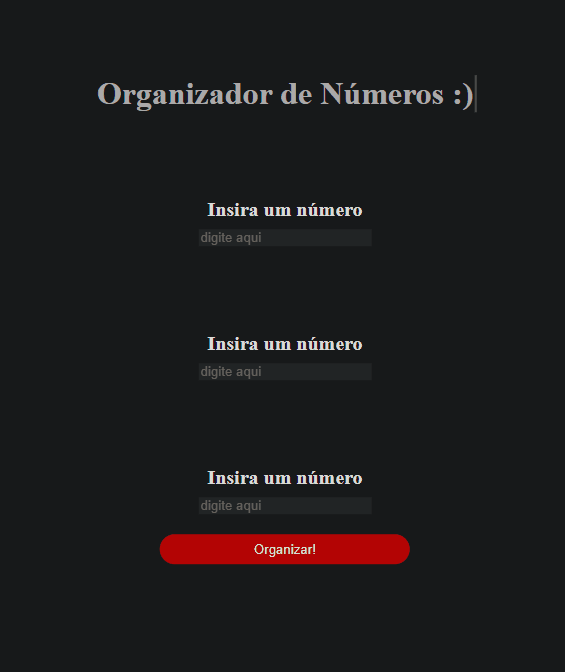 Organizador de Números :)
Insira um número
digite aqui
Insira um número
digite aqui
Insira um número
digite aqui
Organizar!